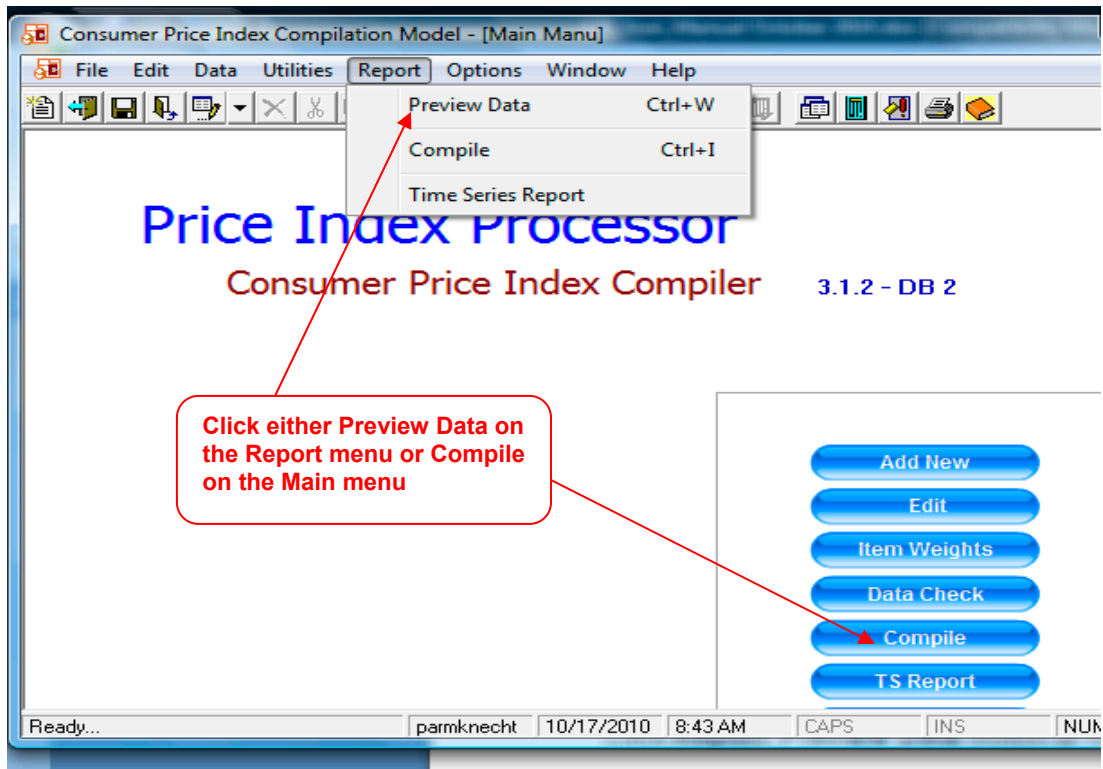 Consumer Price Index Compilation Model - [Main Manu]
File Edit Data Utilities Report Options Window Help
Preview Data Ctrl+W
Compile Ctrl+I
Time Series Report
Price Index Processor
Consumer Price Index Compiler 3.1.2 - DB 2
Click either Preview Data on
the Report menu or Compile
on the Main menu
Add New
Edit
Item Weights
Data Check
Compile
TS Report
Ready... parmknecht 10/17/2010 8:43 AM CAPS INS NUM